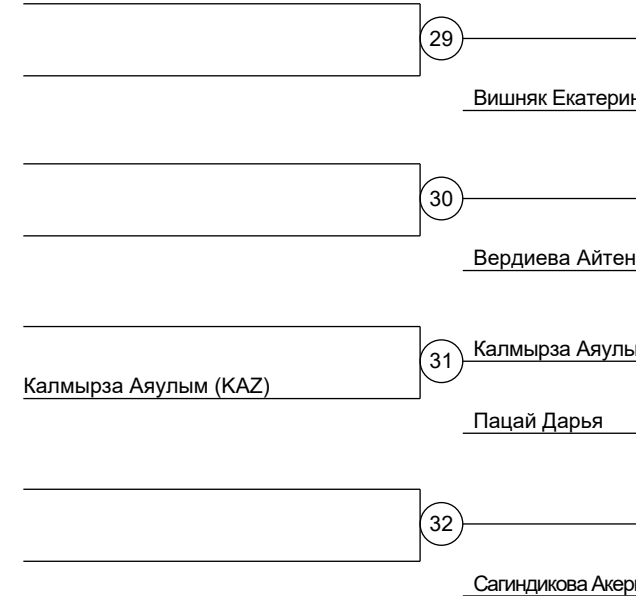 29
Вишняк Екатерин
30
Вердиева Айтен
31
Калмырза Аяулы
Калмырза Аяулым (KAZ)
Пацай Дарья
32
Сагиндикова Акер